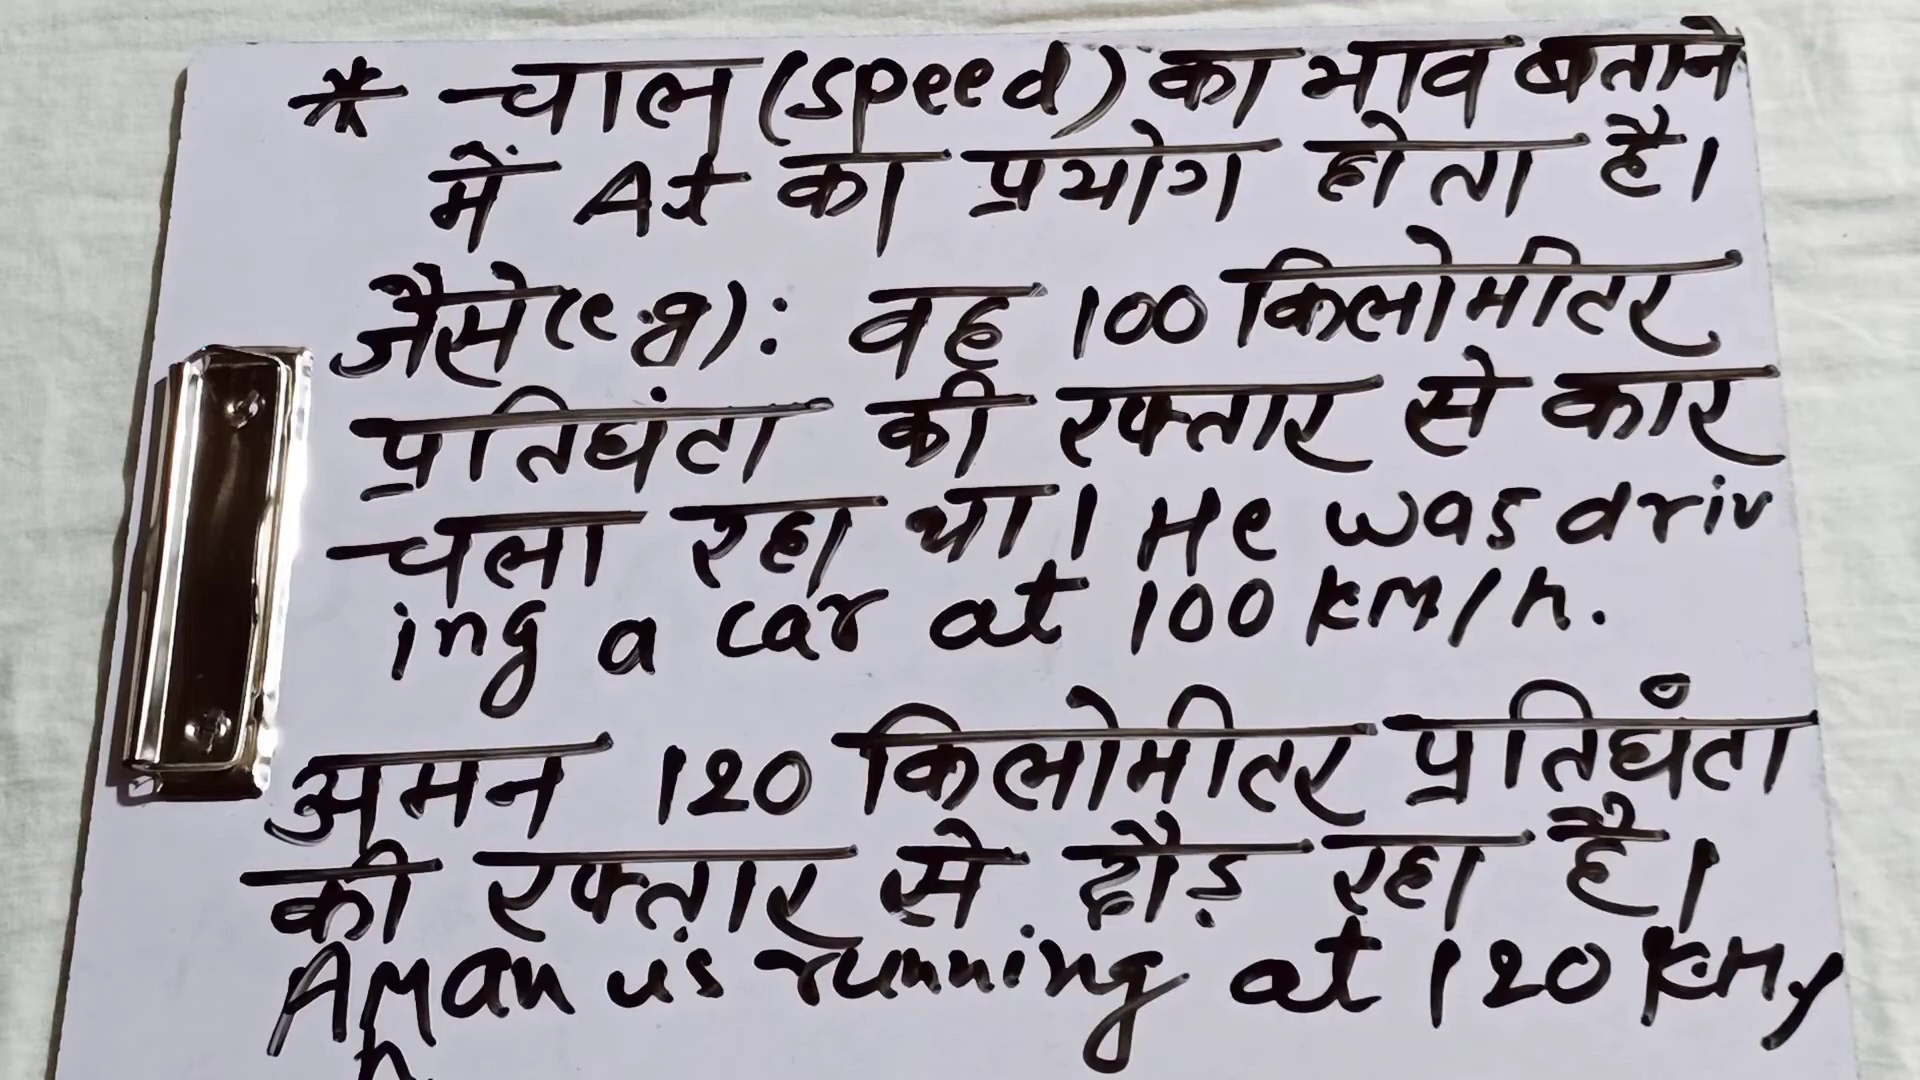 * चाल (speed) का भाव बताने
में At का प्रयोग होता है।
जैसे (e.g): वह 100 किलोमीटर
प्रतिघंटा की रफ्तार से कार
चला रहा था। He was driv
ing a car at 100 KM/h.
अमन 120 किलोमीटर प्रतिघंटा
की रफ्तार से दौड़ रहा है।
Aman is running at 120 KM/
h.